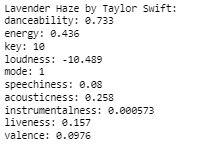 Lavender Haze by Taylor Swift:
danceability: 0.733
energy: 0.436
key: 10
loudness: -10.489
mode: 1
speechiness: 0.08
acousticness: 0.258
instrumentalness: 0.000573
liveness: 0.157
valence: 0.0976